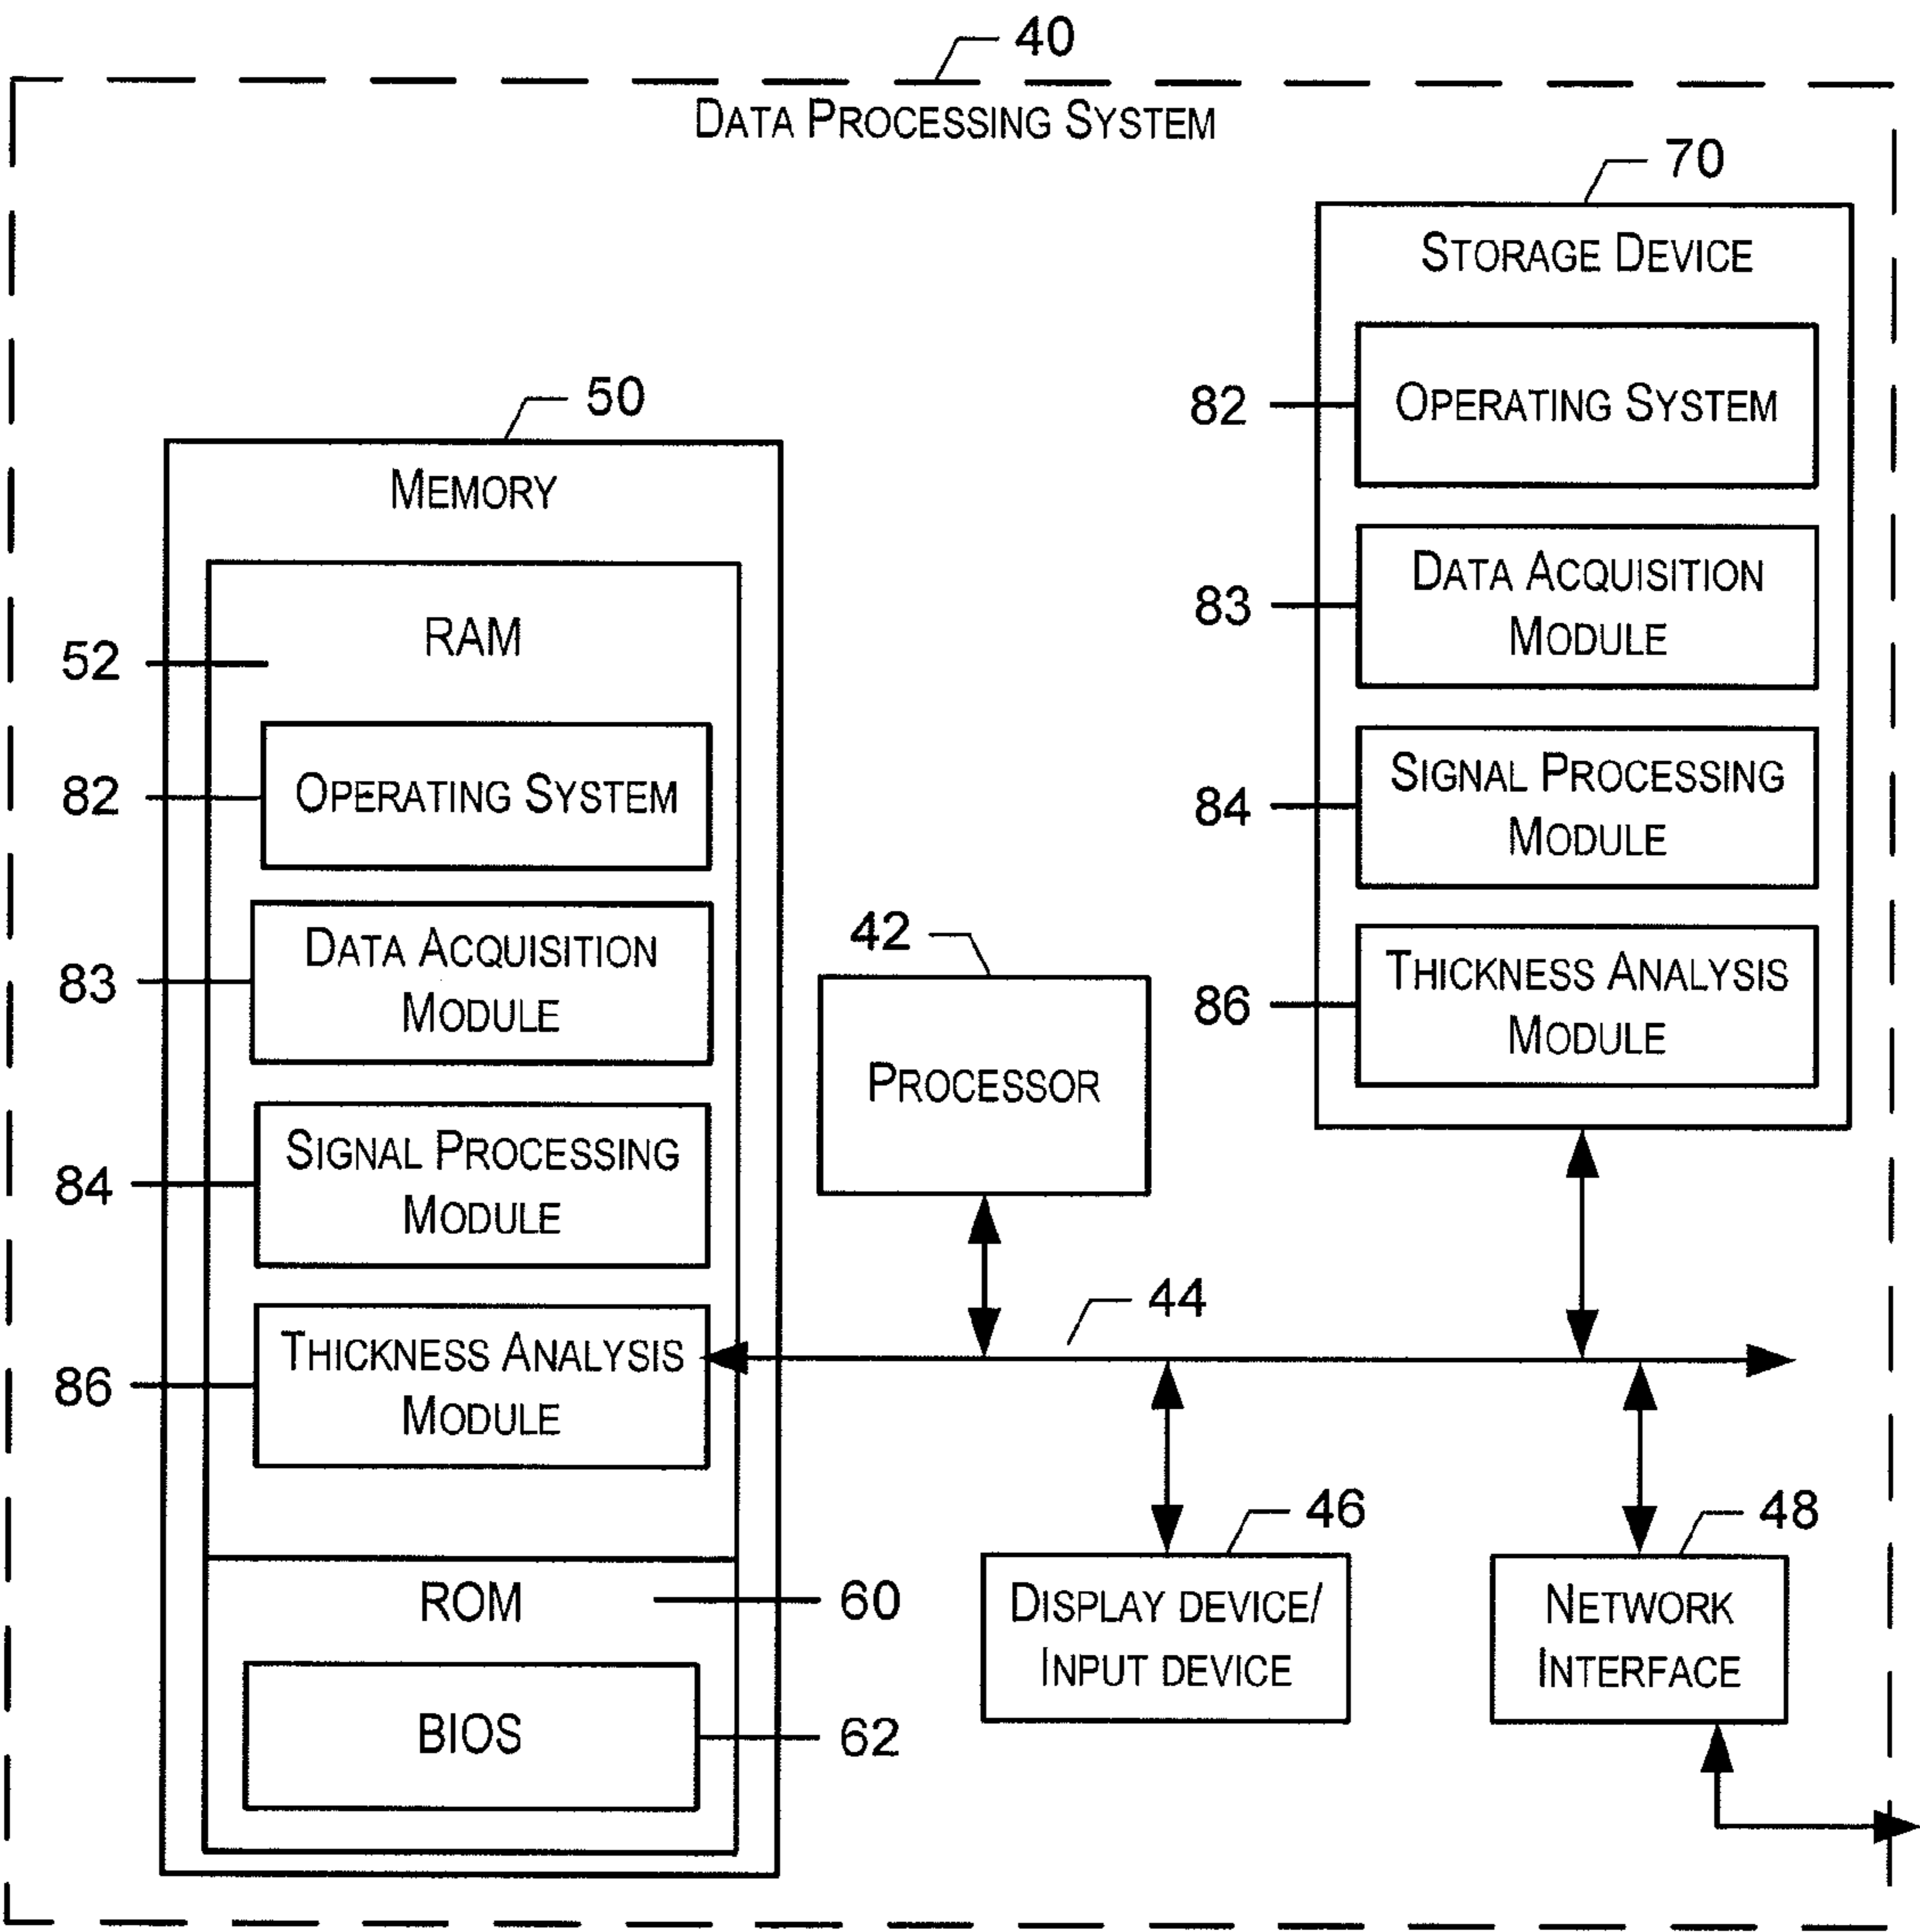 40
DATA PROCESSING SYSTEM
70
STORAGE DEVICE
82
OPERATING SYSTEM
83
DATA ACQUISITION
MODULE
84
SIGNAL PROCESSING
MODULE
86
THICKNESS ANALYSIS
MODULE
50
MEMORY
52
RAM
82
OPERATING SYSTEM
83
DATA ACQUISITION
MODULE
84
SIGNAL PROCESSING
MODULE
86
THICKNESS ANALYSIS
MODULE
ROM
60
BIOS
62
42
PROCESSOR
44
46
DISPLAY DEVICE/
INPUT DEVICE
48
NETWORK
INTERFACE